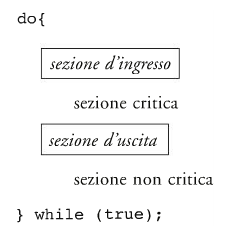 do{
sezione d'ingresso
sezione critica
sezione d'uscita
sezione non critica
} while (true);